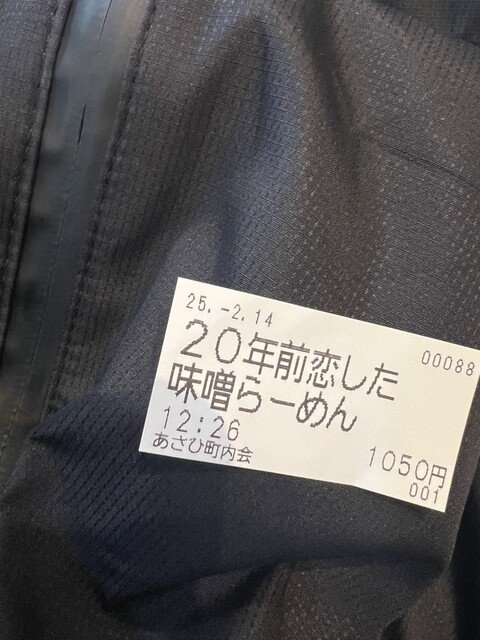 25.-2.14
00088
20年前恋した
味噌らーめん
12:26
1050円
あさひ町内会
001